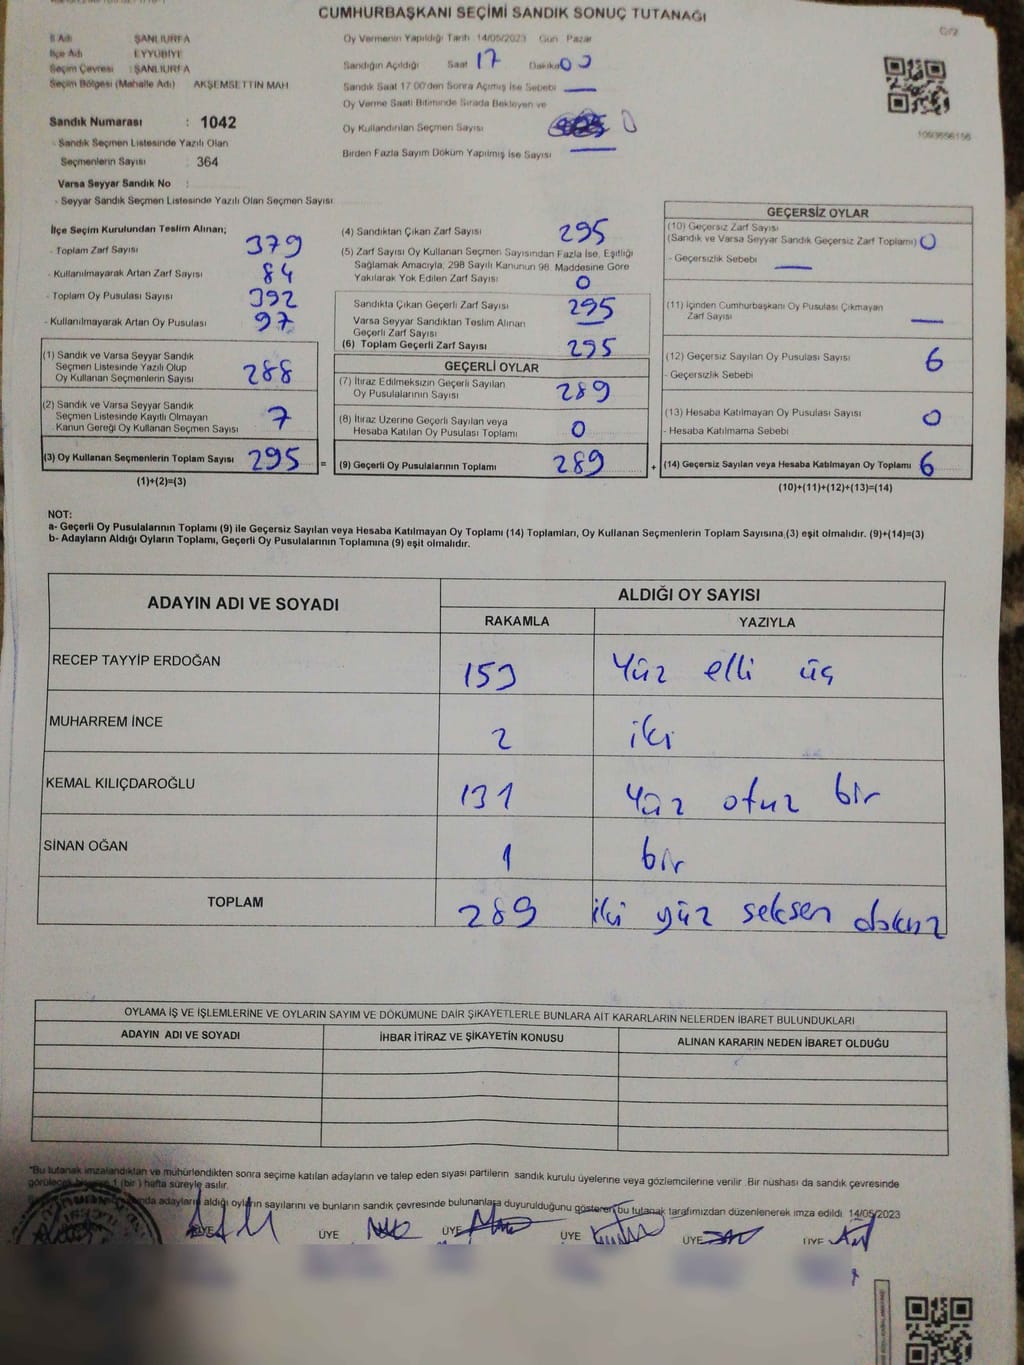 CUMHURBAŞKANI SEÇİMİ SANDIK SONUÇ TUTANAĞI
İl Adı : ŞANLIURFA
İlçe Adı : EYYÜBİYE
Seçim Çevresi : ŞANLIURFA
Seçim Bölgesi (Mahalle Adı) AKŞEMSETTİN MAH
Sandık Numarası : 1042
- Sandık Seçmen Listesinde Yazılı Olan
Seçmenlerin Sayısı : 364
Varsa Seyyar Sandık No :
- Seyyar Sandık Seçmen Listesinde Yazılı Olan Seçmen Sayısı
Oy Vermenin Yapıldığı Tarih 14/05/2023 Gün Pazar
Sandığın Açıldığı Saat 17 Dakika 00
Sandık Saat 17:00'den Sonra Açmış İse Sebebi —
Oy Verme Saati Bitiminde Sırada Bekleyen ve
Oy Kullandırılan Seçmen Sayısı 0
Birden Fazla Sayım Döküm Yapılmış İse Sayısı —
İlçe Seçim Kurulundan Teslim Alınan;
- Toplam Zarf Sayısı 379
- Kullanılmayarak Artan Zarf Sayısı 84
- Toplam Oy Pusulası Sayısı 392
- Kullanılmayarak Artan Oy Pusulası 97
(1) Sandık ve Varsa Seyyar Sandık
Seçmen Listesinde Yazılı Olup
Oy Kullanan Seçmenlerin Sayısı 288
(2) Sandık ve Varsa Seyyar Sandık
Seçmen Listesinde Kayıtlı Olmayan
Kanun Gereği Oy Kullanan Seçmen Sayısı 7
(3) Oy Kullanan Seçmenlerin Toplam Sayısı 295 =
(1)+(2)=(3)
(4) Sandıktan Çıkan Zarf Sayısı 295
(5) Zarf Sayısı Oy Kullanan Seçmen Sayısından Fazla İse, Eşitliği
Sağlamak Amacıyla, 298 Sayılı Kanunun 98. Maddesine Göre
Yakılarak Yok Edilen Zarf Sayısı 0
Sandıkta Çıkan Geçerli Zarf Sayısı 295
Varsa Seyyar Sandıktan Teslim Alınan
Geçerli Zarf Sayısı —
(6) Toplam Geçerli Zarf Sayısı 295
GEÇERLİ OYLAR
(7) İtiraz Edilmeksizin Geçerli Sayılan
Oy Pusulalarının Sayısı 289
(8) İtiraz Üzerine Geçerli Sayılan veya
Hesaba Katılan Oy Pusulası Toplamı 0
(9) Geçerli Oy Pusulalarının Toplamı 289 +
GEÇERSİZ OYLAR
(10) Geçersiz Zarf Sayısı
(Sandık ve Varsa Seyyar Sandık Geçersiz Zarf Toplamı) 0
- Geçersizlik Sebebi —
(11) İçinden Cumhurbaşkanı Oy Pusulası Çıkmayan
Zarf Sayısı —
(12) Geçersiz Sayılan Oy Pusulası Sayısı 6
- Geçersizlik Sebebi
(13) Hesaba Katılmayan Oy Pusulası Sayısı 0
- Hesaba Katılmama Sebebi
(14) Geçersiz Sayılan veya Hesaba Katılmayan Oy Toplamı 6
(10)+(11)+(12)+(13)=(14)
NOT:
a- Geçerli Oy Pusulalarının Toplamı (9) ile Geçersiz Sayılan veya Hesaba Katılmayan Oy Toplamı (14) Toplamları, Oy Kullanan Seçmenlerin Toplam Sayısına (3) eşit olmalıdır. (9)+(14)=(3)
b- Adayların Aldığı Oyların Toplamı, Geçerli Oy Pusulalarının Toplamına (9) eşit olmalıdır.
ADAYIN ADI VE SOYADI ALDIĞI OY SAYISI
RAKAMLA YAZIYLA
RECEP TAYYİP ERDOĞAN 153 Yüz elli üç
MUHARREM İNCE 2 iki
KEMAL KILIÇDAROĞLU 131 Yüz otuz bir
SİNAN OĞAN 1 bir
TOPLAM 289 iki yüz seksen dokuz
OYLAMA İŞ VE İŞLEMLERİNE VE OYLARIN SAYIM VE DÖKÜMÜNE DAİR ŞİKAYETLERLE BUNLARA AİT KARARLARIN NELERDEN İBARET BULUNDUKLARI
ADAYIN ADI VE SOYADI İHBAR İTİRAZ VE ŞİKAYETİN KONUSU ALINAN KARARIN NEDEN İBARET OLDUĞU
*Bu tutanak imzalandıktan ve mühürlendikten sonra seçime katılan adayların ve talep eden siyasi partilerin sandık kurulu üyelerine veya gözlemcilerine verilir. Bir nüshası da sandık çevresinde
1 (bir) hafta süreyle asılır.
adayların aldığı oyların sayılarını ve bunların sandık çevresinde bulunanlara duyurulduğunu gösteren bu tutanak tarafımızdan düzenlenerek imza edildi. 14/05/2023
ÜYE ÜYE ÜYE ÜYE ÜYE ÜYE